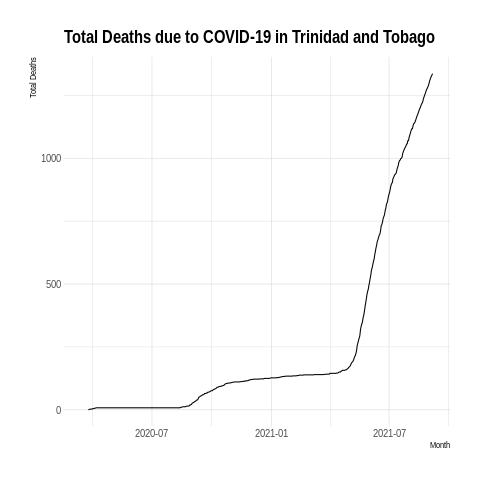 Total Deaths due to COVID-19 in Trinidad and Tobago
Total Deaths
1000
500
0
2020-07
2021-01
2021-07
Month